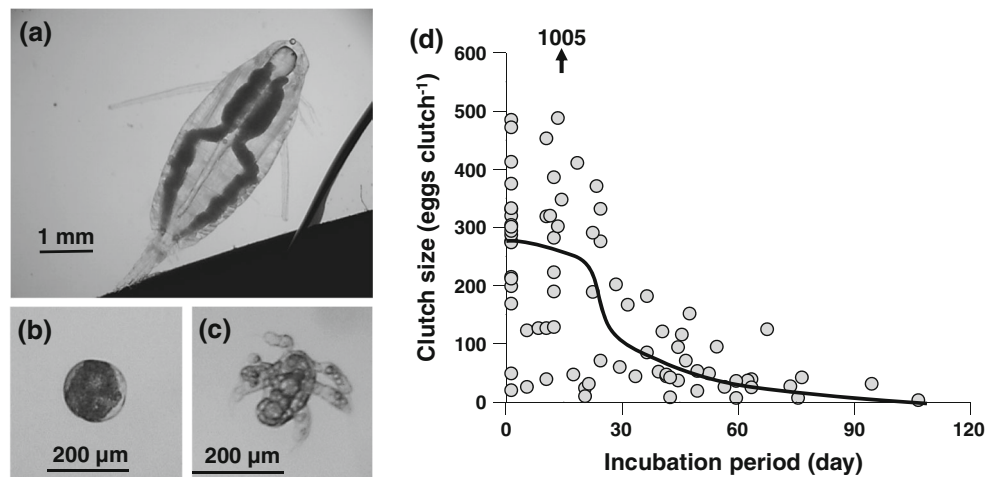 (a)
1 mm
(b)
200 µm
(c)
200 µm
(d)
1005
Clutch size (eggs clutch-1)
600
500
400
300
200
100
0
0 30 60 90 120
Incubation period (day)